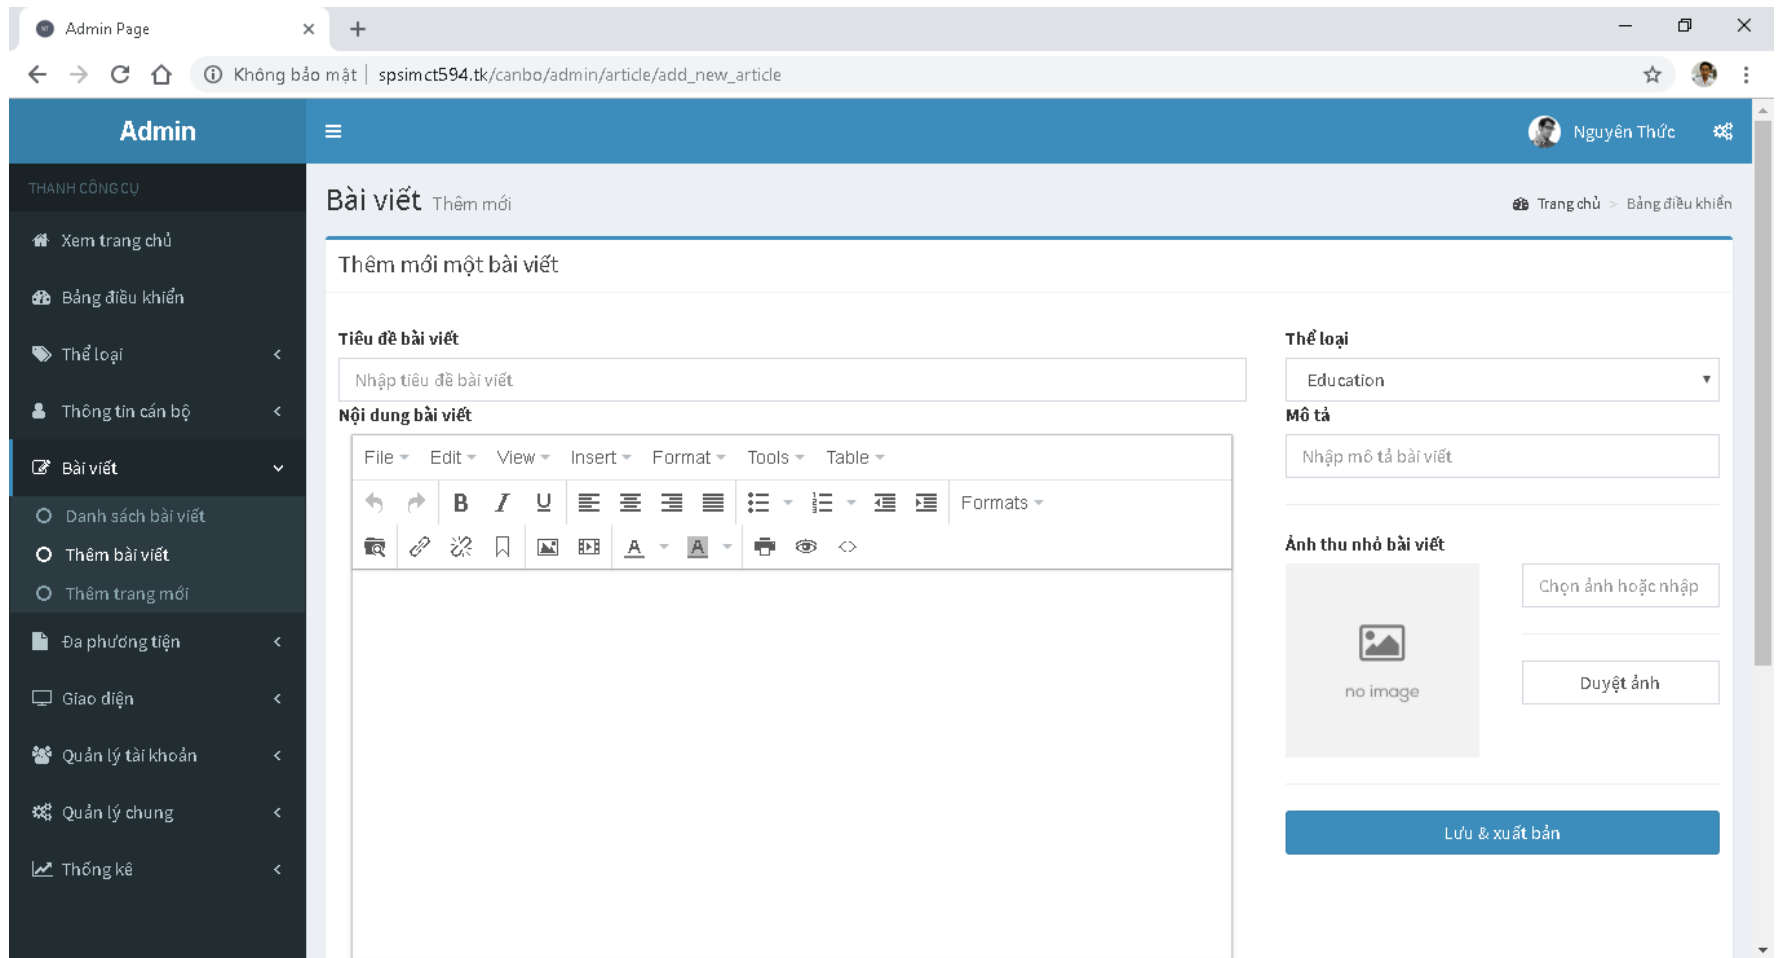 Admin Page
Không bảo mật | spsimct594.tk/canbo/admin/article/add_new_article
Admin
Nguyên Thức
THANH CÔNG CỤ
Xem trang chủ
Bảng điều khiển
Thể loại
Thông tin cán bộ
Bài viết
Danh sách bài viết
Thêm bài viết
Thêm trang mới
Đa phương tiện
Giao diện
Quản lý tài khoản
Quản lý chung
Thống kê
Bài viết Thêm mới
Trang chủ > Bảng điều khiển
Thêm mới một bài viết
Tiêu đề bài viết
Nhập tiêu đề bài viết
Nội dung bài viết
File Edit View Insert Format Tools Table
Formats
Thể loại
Education
Mô tả
Nhập mô tả bài viết
Ảnh thu nhỏ bài viết
no image
Chọn ảnh hoặc nhập
Duyệt ảnh
Lưu & xuất bản